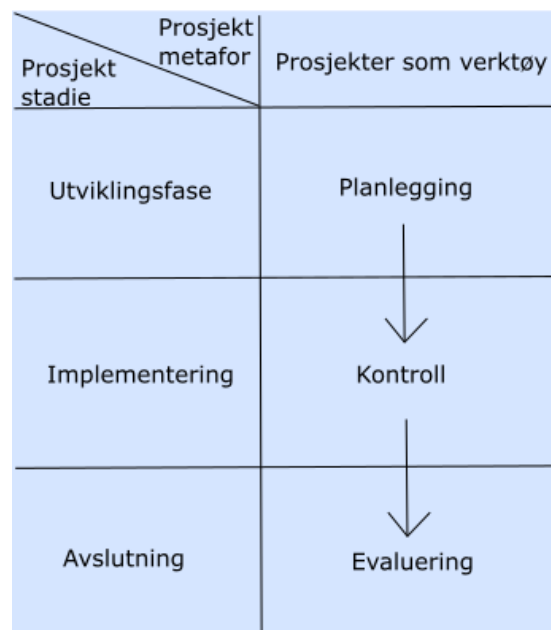 Prosjekt
metafor
Prosjekt
stadie
Prosjekter som verktøy
Utviklingsfase
Planlegging
Implementering
Kontroll
Avslutning
Evaluering